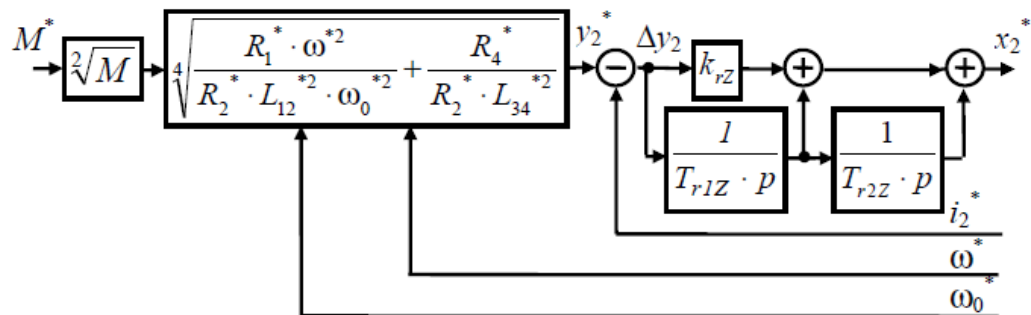 M* √[2]{M} √[4]{R₁*·ω*²/(R₂*·L₁₂*²·ω₀*²) + R₄*/(R₂*·L₃₄*²)} y₂* − Δy₂ k_rZ + + x₂*
1/(T_r1Z · p) 1/(T_r2Z · p)
i₂*
ω*
ω₀*